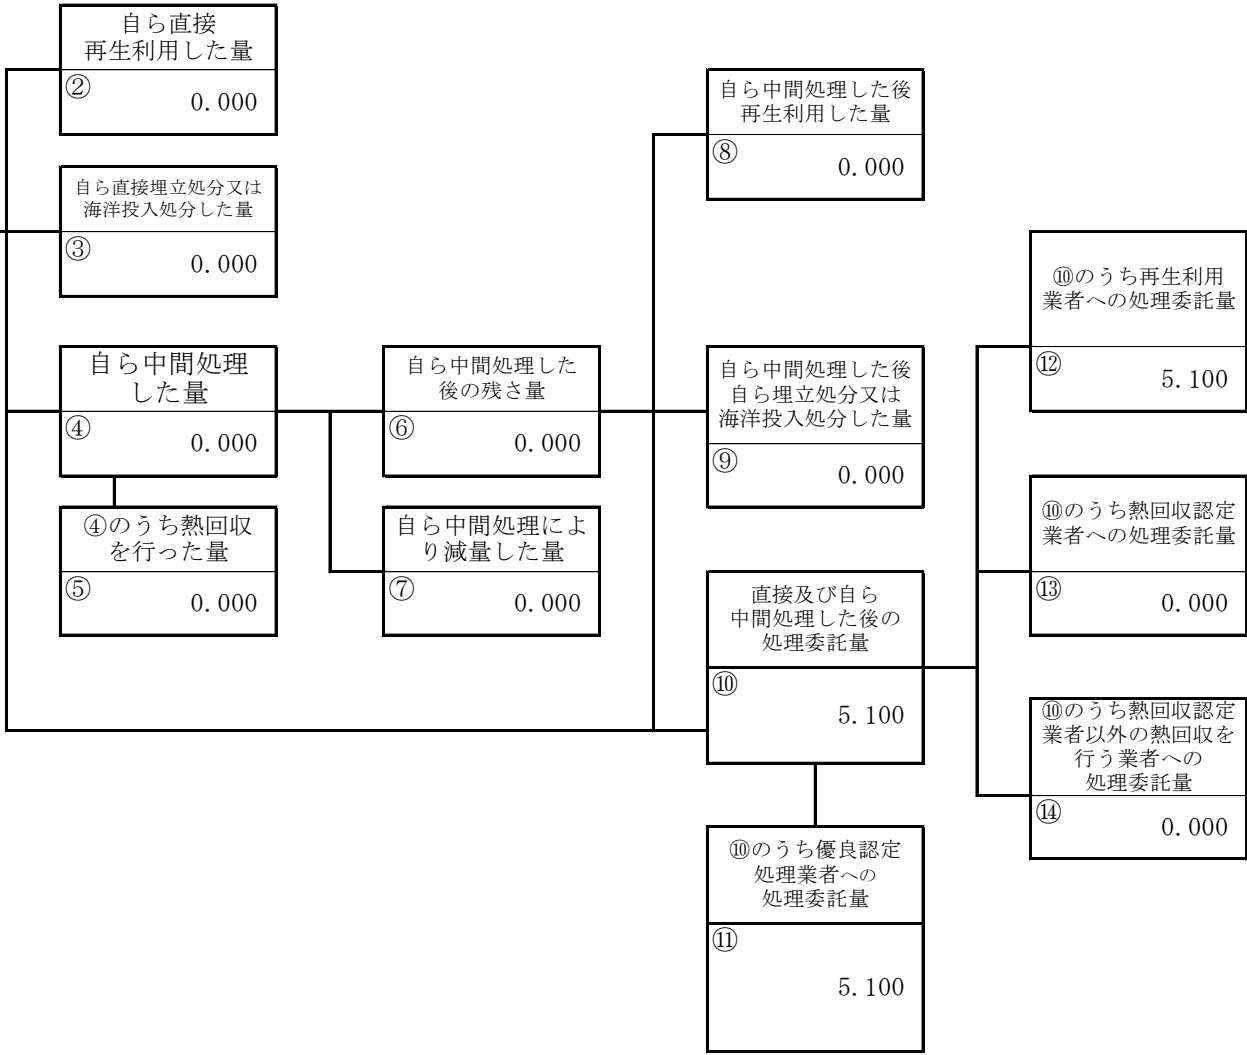 自ら直接
再生利用した量
②
0.000
自ら直接埋立処分又は
海洋投入処分した量
③
0.000
自ら中間処理
した量
④
0.000
④のうち熱回収
を行った量
⑤
0.000
自ら中間処理した
後の残さ量
⑥
0.000
自ら中間処理によ
り減量した量
⑦
0.000
自ら中間処理した後
再生利用した量
⑧
0.000
自ら中間処理した後
自ら埋立処分又は
海洋投入処分した量
⑨
0.000
直接及び自ら
中間処理した後の
処理委託量
⑩
5.100
⑩のうち優良認定
処理業者への
処理委託量
⑪
5.100
⑩のうち再生利用
業者への処理委託量
⑫
5.100
⑩のうち熱回収認定
業者への処理委託量
⑬
0.000
⑩のうち熱回収認定
業者以外の熱回収を
行う業者への
処理委託量
⑭
0.000